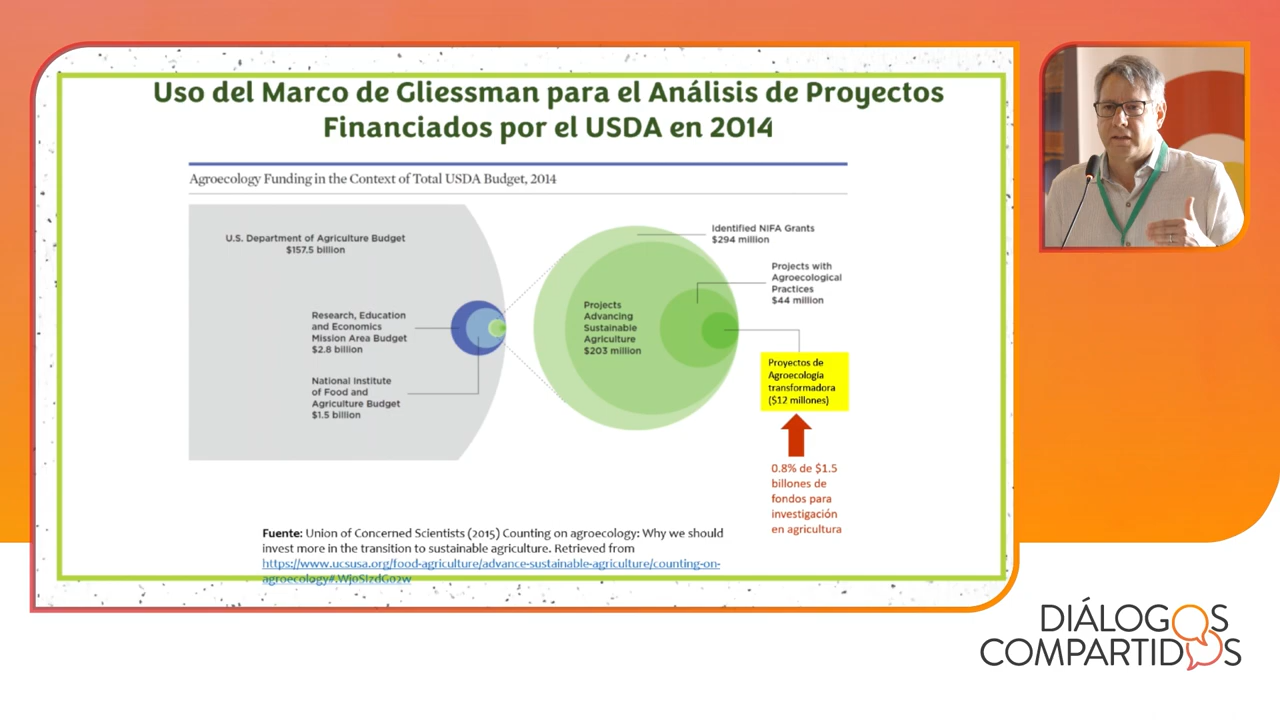 Uso del Marco de Gliessman para el Análisis de Proyectos
Financiados por el USDA en 2014
Agroecology Funding in the Context of Total USDA Budget, 2014
U.S. Department of Agriculture Budget
$157.5 billion
Research, Education
and Economics
Mission Area Budget
$2.8 billion
National Institute
of Food and
Agriculture Budget
$1.5 billion
Projects
Advancing
Sustainable
Agriculture
$203 million
Identified NIFA Grants
$294 million
Projects with
Agroecological
Practices
$44 million
Proyectos de
Agroecologia
transformadora
($12 millones)
0.8% de $1.5
billones de
fondos para
investigación
en agricultura
Fuente: Union of Concerned Scientists (2015) Counting on agroecology: Why we should
invest more in the transition to sustainable agriculture. Retrieved from
https://www.ucsusa.org/food-agriculture/advance-sustainable-agriculture/counting-on-
agroecology#.Wj0SIzdG02w
DIÁLOGOS
COMPARTIDOS